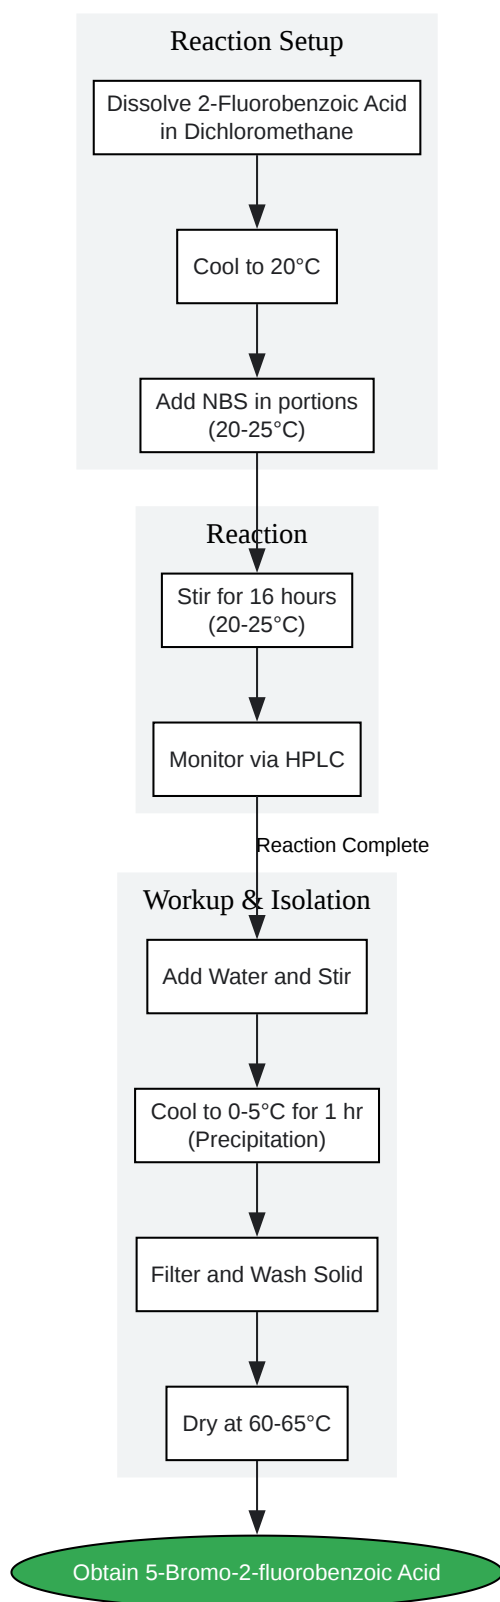 Reaction Setup
Dissolve 2-Fluorobenzoic Acid
in Dichloromethane
Cool to 20°C
Add NBS in portions
(20-25°C)
Reaction
Stir for 16 hours
(20-25°C)
Monitor via HPLC
Reaction Complete
Workup & Isolation
Add Water and Stir
Cool to 0-5°C for 1 hr
(Precipitation)
Filter and Wash Solid
Dry at 60-65°C
Obtain 5-Bromo-2-fluorobenzoic Acid